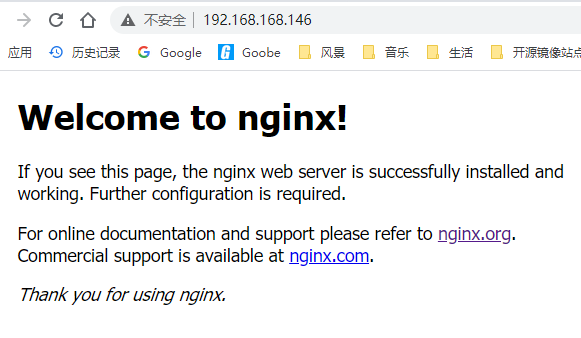 不安全 192.168.168.146
应用 历史记录 Google Goobe 风景 音乐 生活 开源镜像站点
Welcome to nginx!
If you see this page, the nginx web server is successfully installed and
working. Further configuration is required.
For online documentation and support please refer to nginx.org.
Commercial support is available at nginx.com.
Thank you for using nginx.